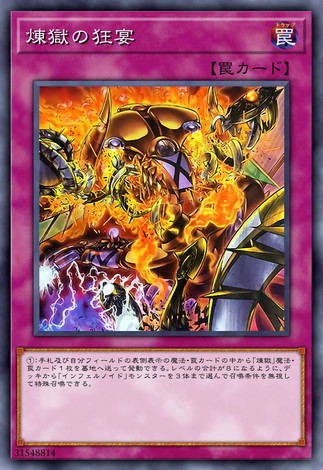 煉獄の狂宴
トラップ
罠
【罠カード】
①:手札及び自分フィールドの表側表示の魔法・罠カードの中から「煉獄」魔法・
罠カード1枚を墓地へ送って発動できる。レベルの合計が8になるように、デ
ッキから「インフェルノイド」モンスターを3体まで選んで召喚条件を無視し
て特殊召喚できる。
31548814